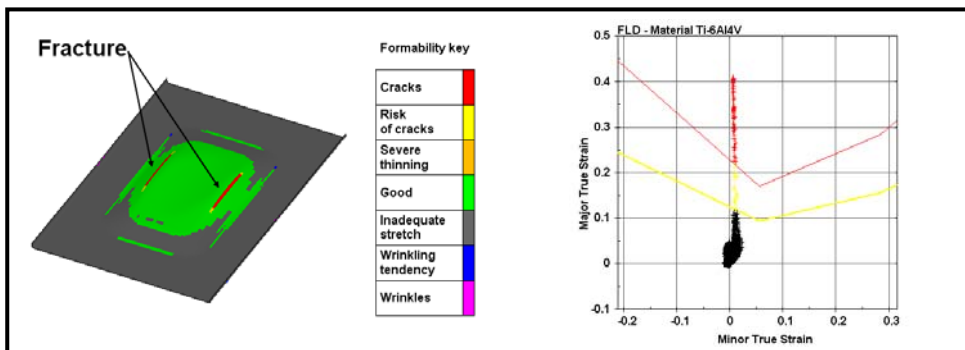 Fracture
Formability key
Cracks
Risk
of cracks
Severe
thinning
Good
Inadequate
stretch
Wrinkling
tendency
Wrinkles
FLD - Material Ti-6Al4V
Major True Strain
0.5
0.4
0.3
0.2
0.1
0
-0.1
-0.2 -0.1 0 0.1 0.2 0.3
Minor True Strain